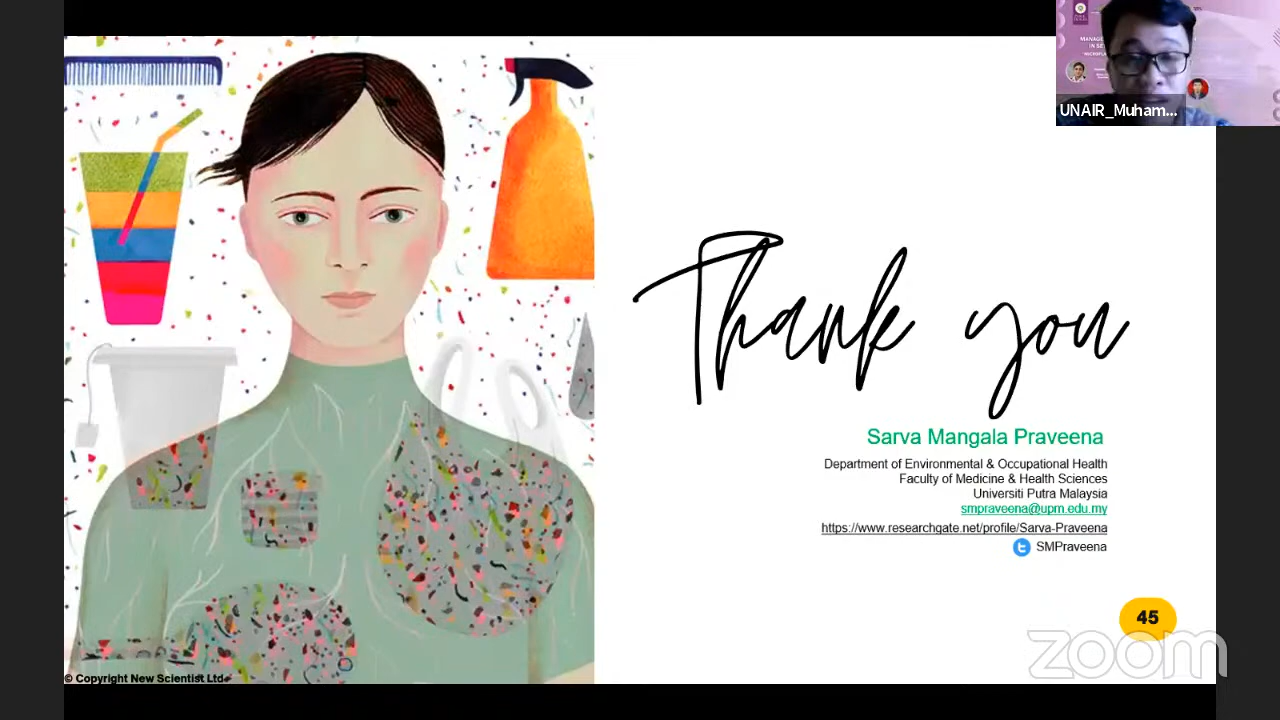 UNAIR_Muham...
Thank you
Sarva Mangala Praveena
Department of Environmental & Occupational Health
Faculty of Medicine & Health Sciences
Universiti Putra Malaysia
smpraveena@upm.edu.my
https://www.researchgate.net/profile/Sarva-Praveena
SMPraveena
45
zoom
© Copyright New Scientist Ltd